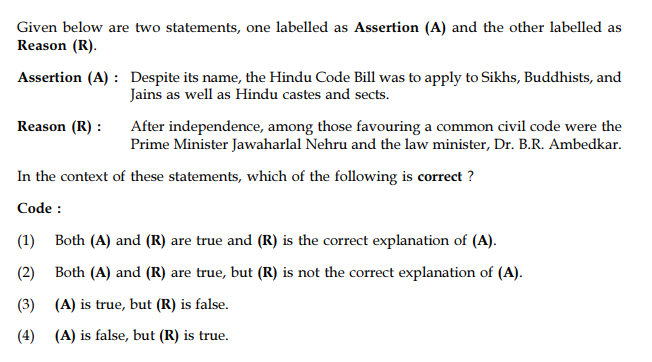 Given below are two statements, one labelled as Assertion (A) and the other labelled as
Reason (R).
Assertion (A) : Despite its name, the Hindu Code Bill was to apply to Sikhs, Buddhists, and
Jains as well as Hindu castes and sects.
Reason (R) : After independence, among those favouring a common civil code were the
Prime Minister Jawaharlal Nehru and the law minister, Dr. B.R. Ambedkar.
In the context of these statements, which of the following is correct ?
Code :
(1) Both (A) and (R) are true and (R) is the correct explanation of (A).
(2) Both (A) and (R) are true, but (R) is not the correct explanation of (A).
(3) (A) is true, but (R) is false.
(4) (A) is false, but (R) is true.